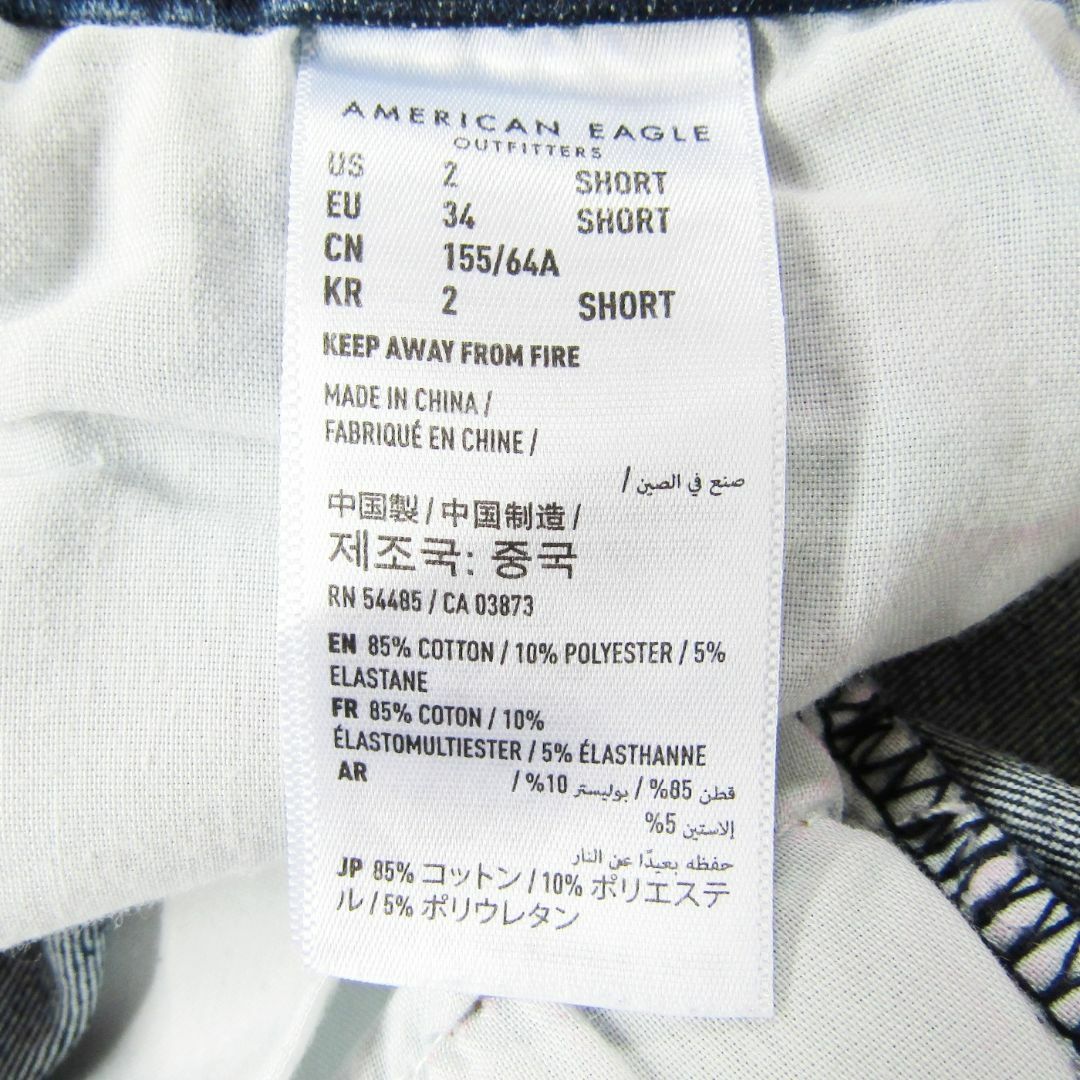 AMERICAN EAGLE
OUTFITTERS
US 2 SHORT
EU 34 SHORT
CN 155/64A
KR 2 SHORT
KEEP AWAY FROM FIRE
MADE IN CHINA /
FABRIQUÉ EN CHINE /
صنع في الصين /
中国製 / 中国制造 /
제조국: 중국
RN 54485 / CA 03873
EN 85% COTTON / 10% POLYESTER / 5%
ELASTANE
FR 85% COTON / 10%
ÉLASTOMULTIESTER / 5% ÉLASTHANNE
AR قطن 85% / بوليستر 10% /
إلاستين 5%
حفظه بعيدًا عن النار
JP 85% コットン / 10% ポリエステ
ル / 5% ポリウレタン